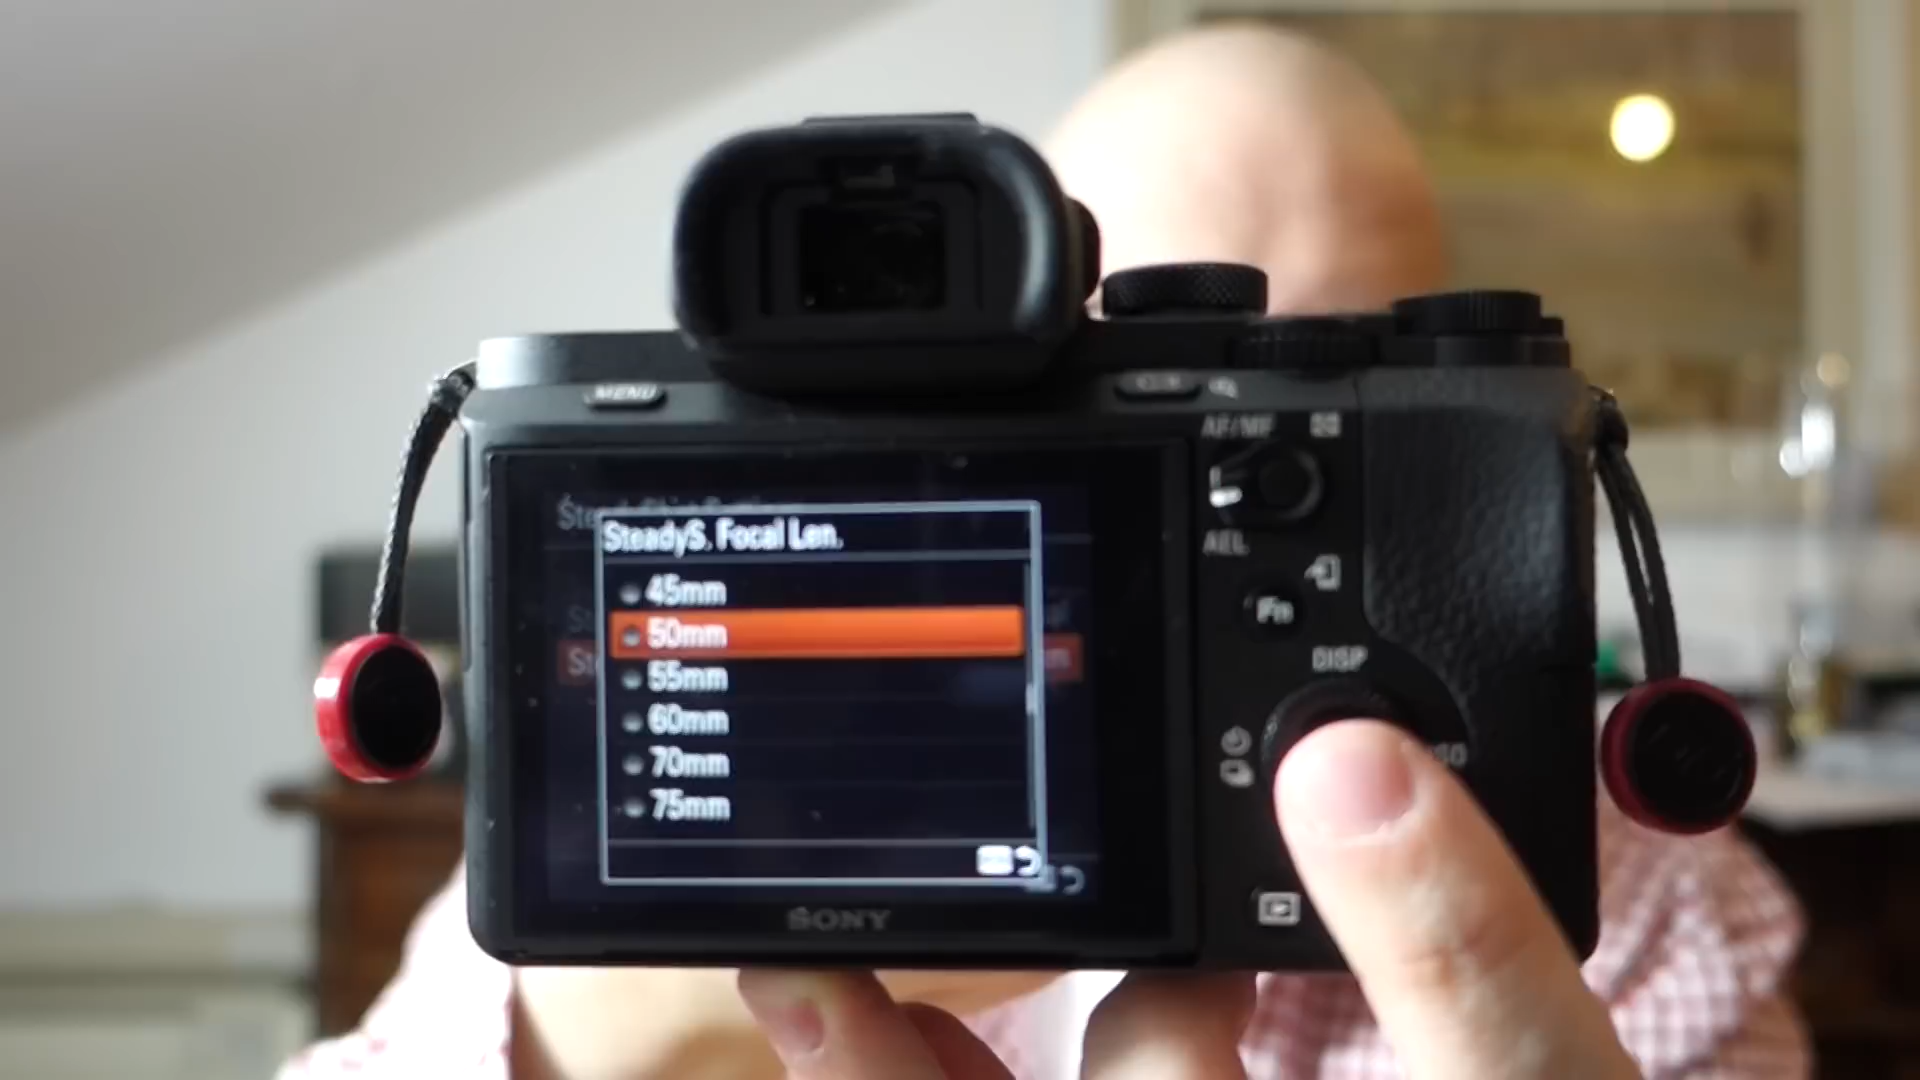 MENU
AF/MF
AEL
Fn
DISP
SteadyS. Focal Len.
45mm
50mm
55mm
60mm
70mm
75mm
SONY